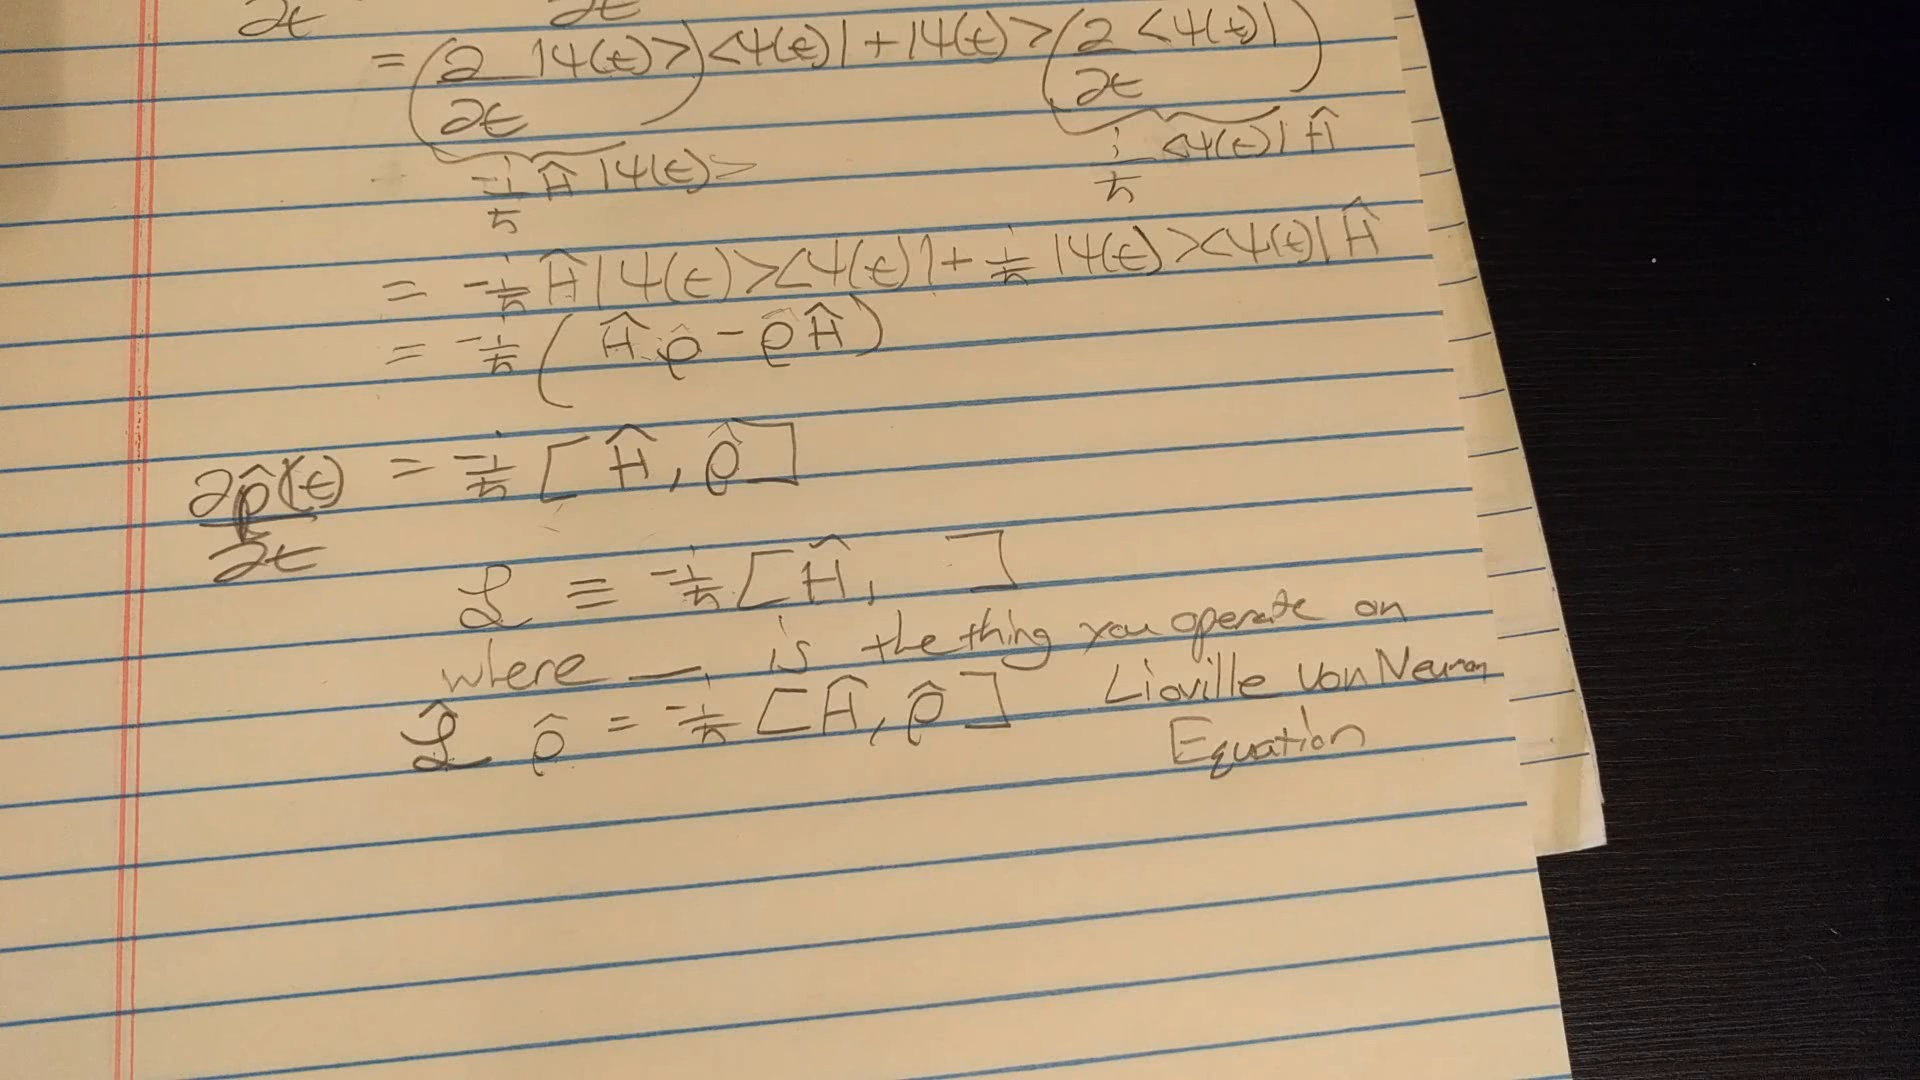 ∂t ∂t
= (∂/∂t |Ψ(t)>) <Ψ(t)| + |Ψ(t)> (∂/∂t <Ψ(t)|)
-i/ħ Ĥ |Ψ(t)> i/ħ <Ψ(t)| Ĥ
= -i/ħ Ĥ |Ψ(t)><Ψ(t)| + i/ħ |Ψ(t)><Ψ(t)| Ĥ
= -i/ħ ( Ĥ ρ̂ - ρ̂ Ĥ )
∂ρ̂(t)/∂t = -i/ħ [ Ĥ, ρ̂ ]
ℒ ≡ -i/ħ [ Ĥ, ]
where __ is the thing you operate on
ℒ̂ ρ̂ = -i/ħ [ Ĥ, ρ̂ ] Lioville von Neuman
Equation